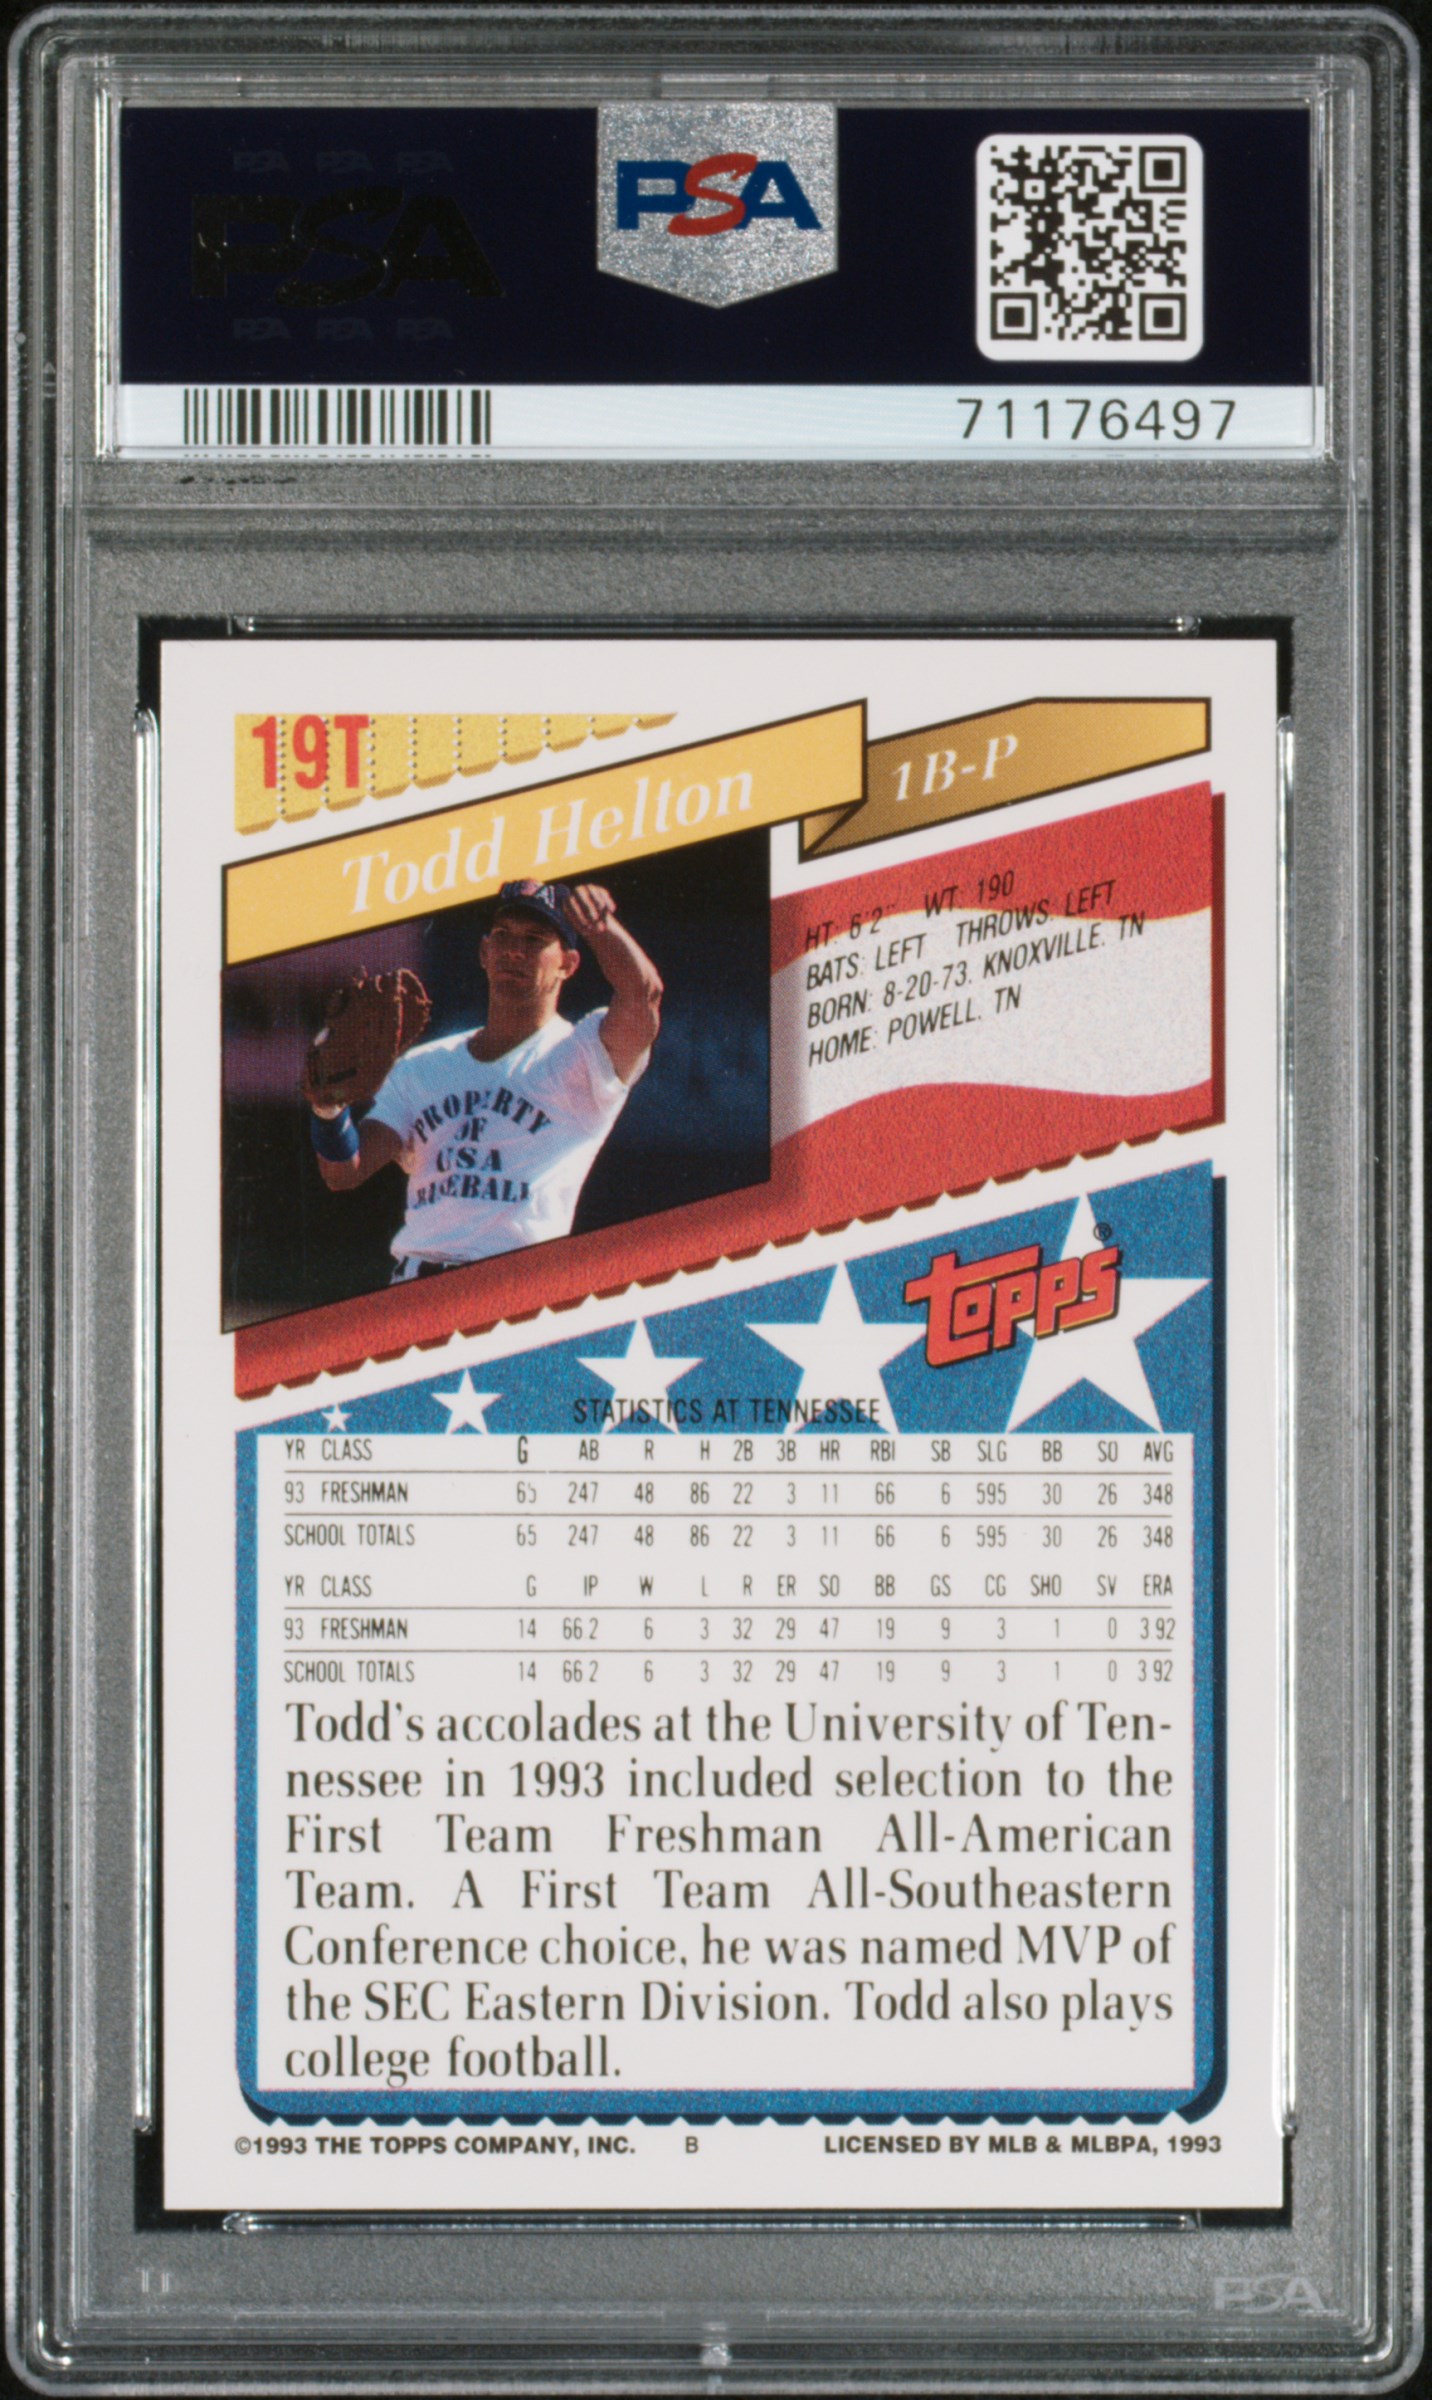 PSA PSA PSA
PSA
PSA PSA PSA
PSA
71176497
19T
Todd Helton
1B-P
HT: 6'2" WT: 190
BATS: LEFT THROWS: LEFT
BORN: 8-20-73, KNOXVILLE, TN
HOME: POWELL, TN
PROPERTY
OF
USA
BASEBALL
topps®
STATISTICS AT TENNESSEE
YR CLASS G AB R H 2B 3B HR RBI SB SLG BB SO AVG
93 FRESHMAN 65 247 48 86 22 3 11 66 6 595 30 26 348
SCHOOL TOTALS 65 247 48 86 22 3 11 66 6 595 30 26 348
YR CLASS G IP W L R ER SO BB GS CG SHO SV ERA
93 FRESHMAN 14 66.2 6 3 32 29 47 19 9 3 1 0 3.92
SCHOOL TOTALS 14 66.2 6 3 32 29 47 19 9 3 1 0 3.92
Todd's accolades at the University of Ten-
nessee in 1993 included selection to the
First Team Freshman All-American
Team. A First Team All-Southeastern
Conference choice, he was named MVP of
the SEC Eastern Division. Todd also plays
college football.
©1993 THE TOPPS COMPANY, INC. B LICENSED BY MLB & MLBPA, 1993
PSA